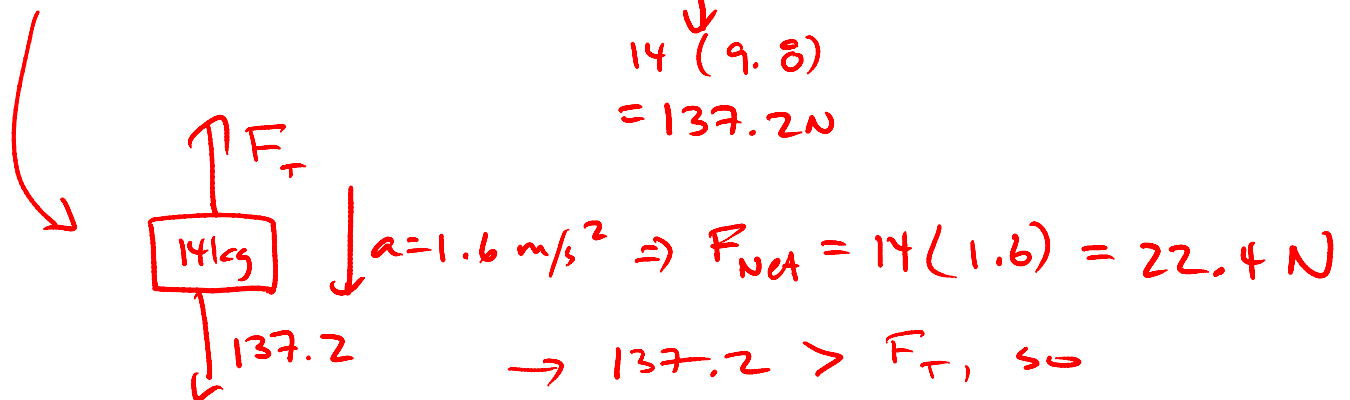 14 (9.8)
= 137.2N
F_T
14kg
a=1.6 m/s² ⇒ F_Net = 14(1.6) = 22.4 N
137.2
→ 137.2 > F_T, so